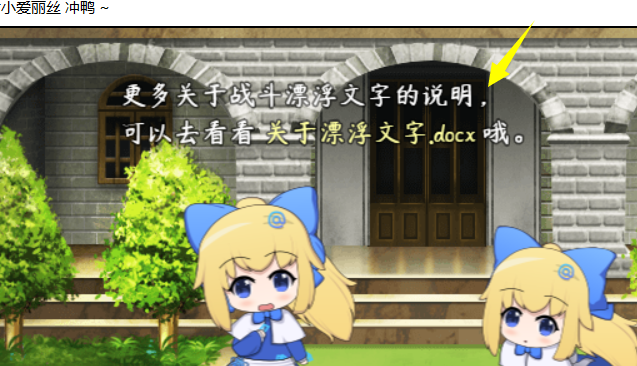 小爱丽丝 冲鸭 ~
更多关于战斗漂浮文字的说明，
可以去看看 关于漂浮文字.docx 哦。
@
@